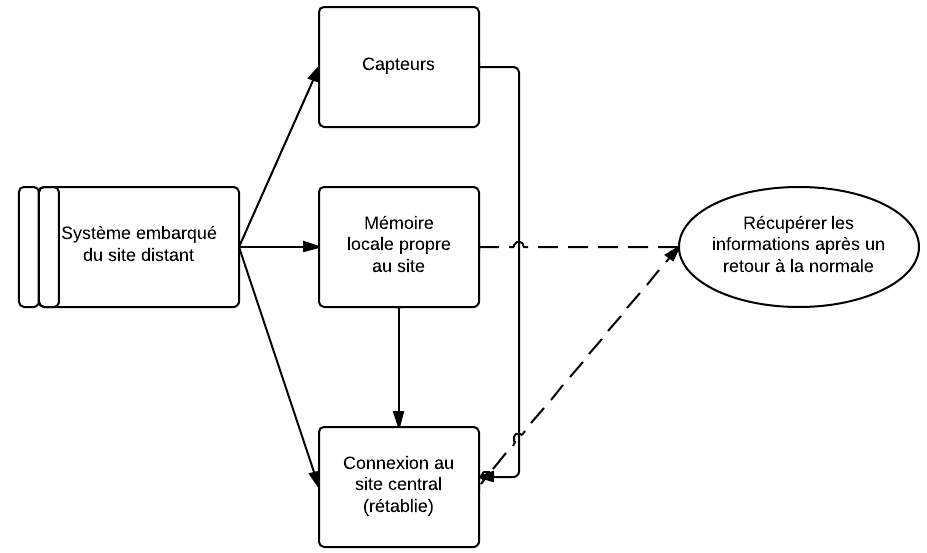 Capteurs
Système embarqué
du site distant
Mémoire
locale propre
au site
Récupérer les
informations après un
retour à la normale
Connexion au
site central
(rétablie)